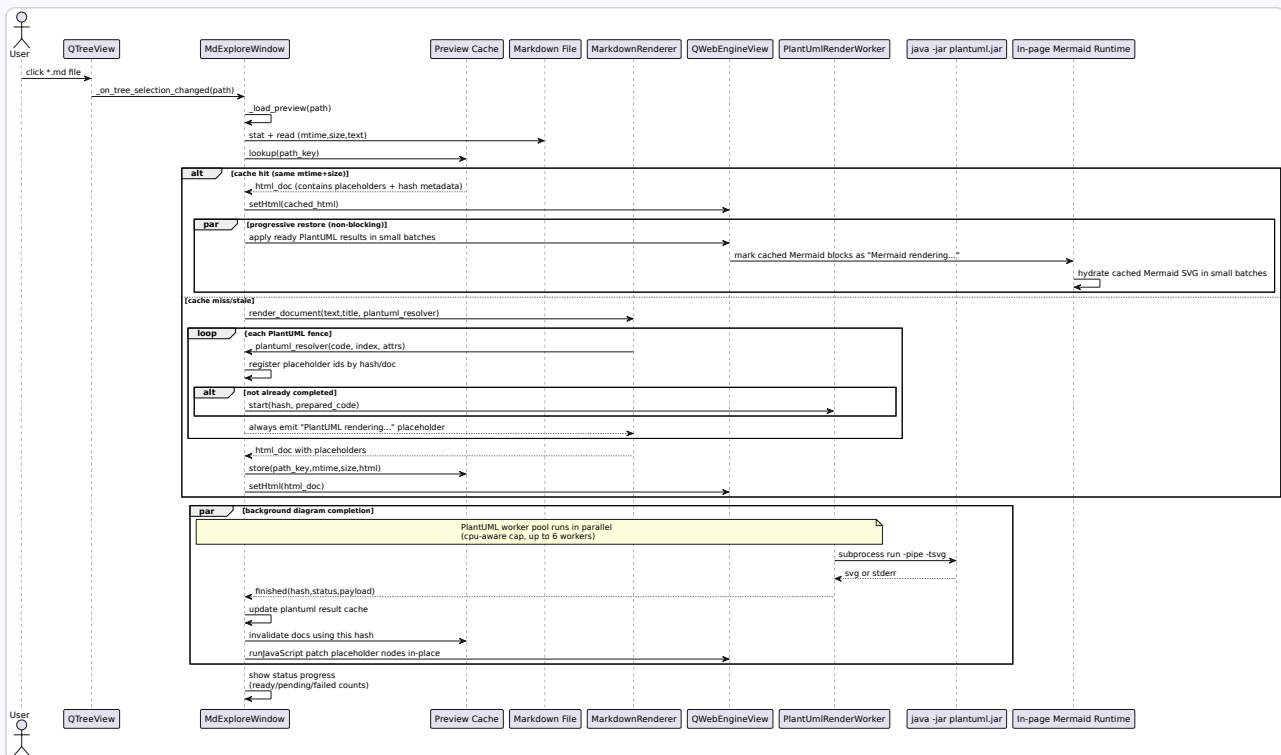 User
QTreeView
MdExploreWindow
Preview Cache
Markdown File
MarkdownRenderer
QWebEngineView
PlantUmlRenderWorker
java -jar plantuml.jar
In-page Mermaid Runtime
click *.md file
_on_tree_selection_changed(path)
_load_preview(path)
stat + read (mtime,size,text)
lookup(path_key)
alt
[cache hit (same mtime+size)]
html_doc (contains placeholders + hash metadata)
setHtml(cached_html)
par
[progressive restore (non-blocking)]
apply ready PlantUML results in small batches
mark cached Mermaid blocks as "Mermaid rendering..."
hydrate cached Mermaid SVG in small batches
[cache miss/stale]
render_document(text,title, plantuml_resolver)
loop
[each PlantUML fence]
plantuml_resolver(code, index, attrs)
register placeholder ids by hash/doc
alt
[not already completed]
start(hash, prepared_code)
always emit "PlantUML rendering..." placeholder
html_doc with placeholders
store(path_key,mtime,size,html)
setHtml(html_doc)
par
[background diagram completion]
PlantUML worker pool runs in parallel
(cpu-aware cap, up to 6 workers)
subprocess run -pipe -tsvg
svg or stderr
finished(hash,status,payload)
update plantuml result cache
invalidate docs using this hash
runJavaScript patch placeholder nodes in-place
show status progress
(ready/pending/failed counts)
User
QTreeView
MdExploreWindow
Preview Cache
Markdown File
MarkdownRenderer
QWebEngineView
PlantUmlRenderWorker
java -jar plantuml.jar
In-page Mermaid Runtime